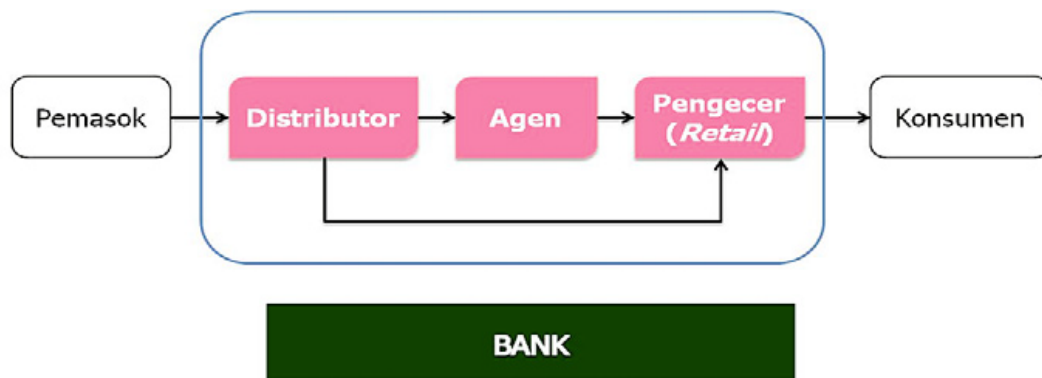 Pemasok
Distributor
Agen
Pengecer
(Retail)
Konsumen
BANK